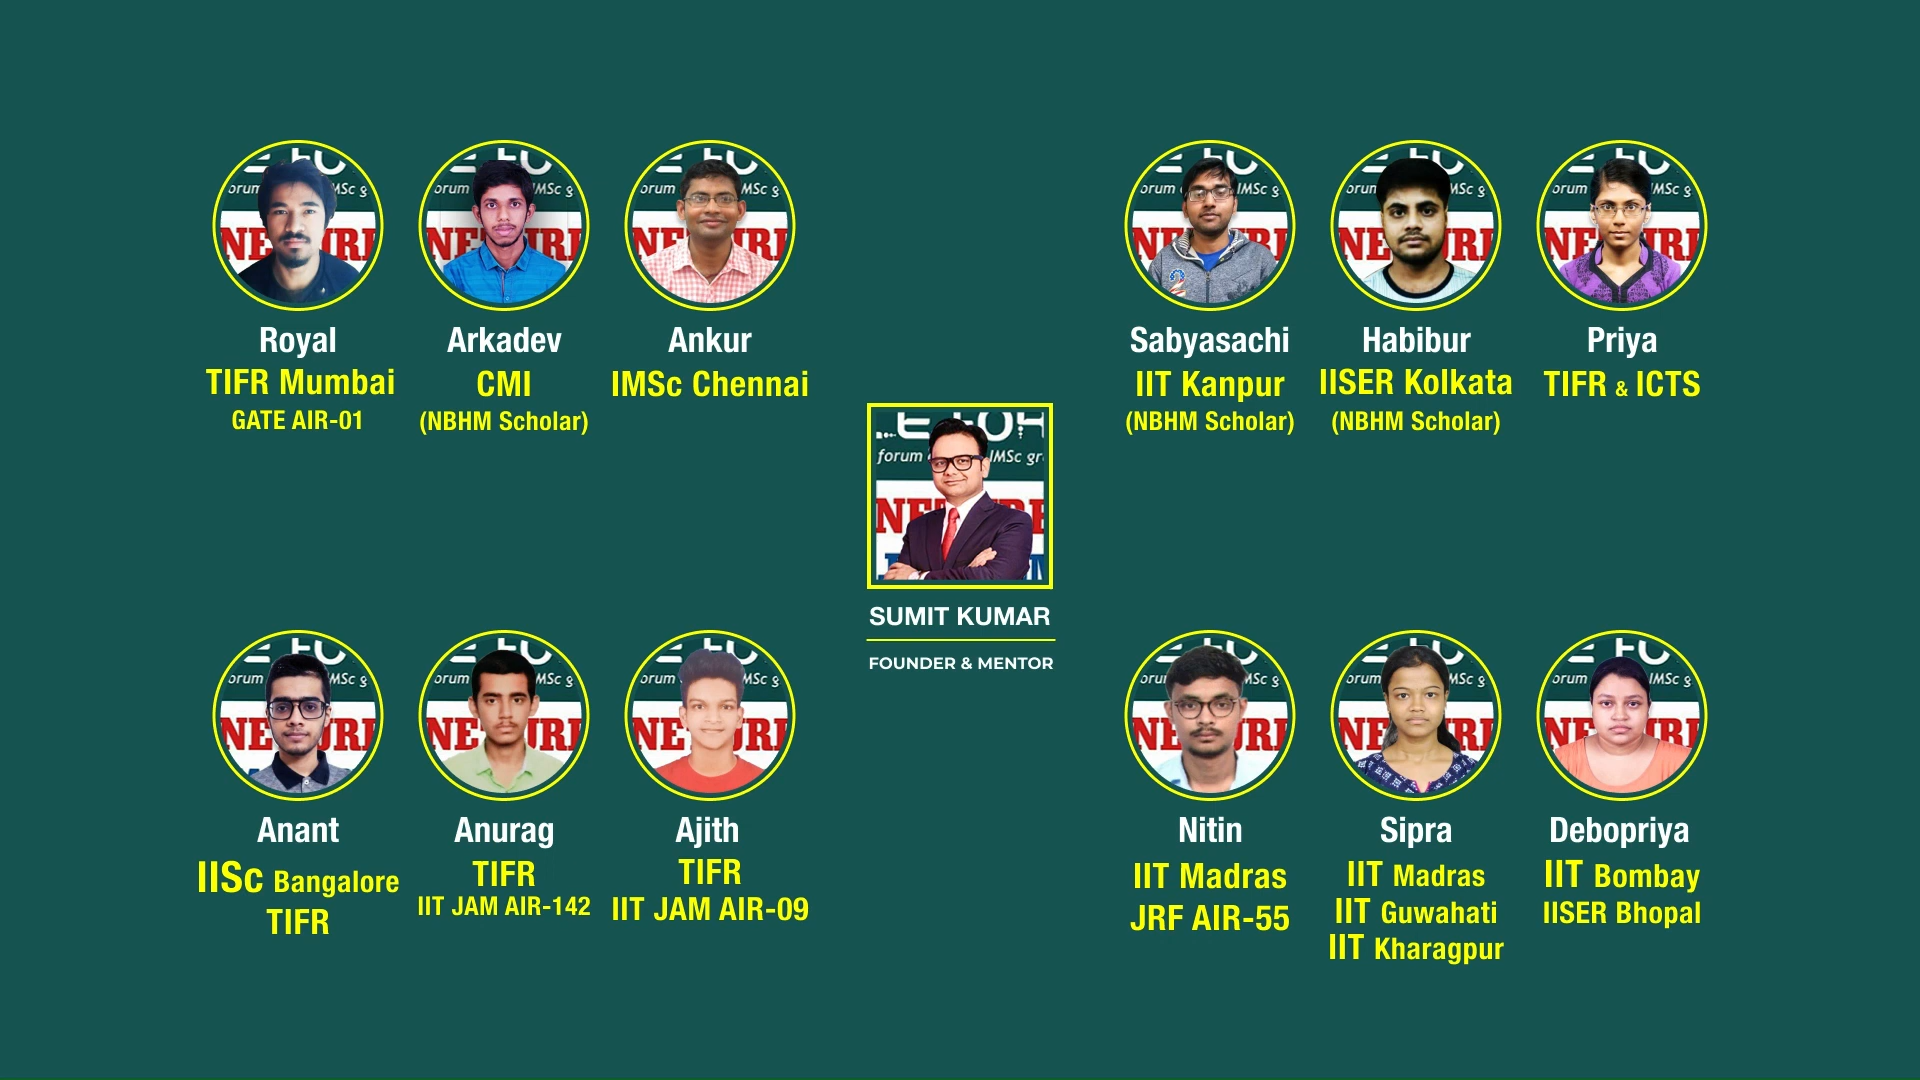 Royal
TIFR Mumbai
GATE AIR-01
Arkadev
CMI
(NBHM Scholar)
Ankur
IMSc Chennai
Sabyasachi
IIT Kanpur
(NBHM Scholar)
Habibur
IISER Kolkata
(NBHM Scholar)
Priya
TIFR & ICTS
forum
IMSc gr
SUMIT KUMAR
FOUNDER & MENTOR
Anant
IISc Bangalore
TIFR
Anurag
TIFR
IIT JAM AIR-142
Ajith
TIFR
IIT JAM AIR-09
Nitin
IIT Madras
JRF AIR-55
Sipra
IIT Madras
IIT Guwahati
IIT Kharagpur
Debopriya
IIT Bombay
IISER Bhopal